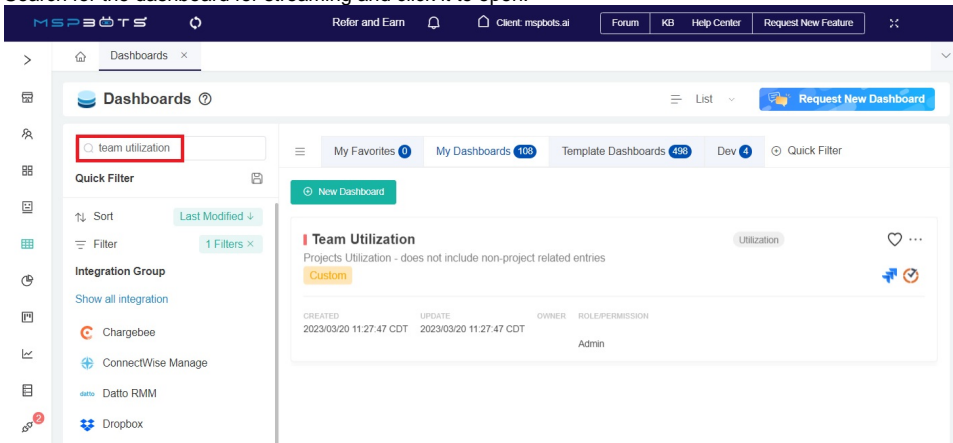 Search for the dashboard for streaming and click it to open.
MSPBOTS
Refer and Earn
Client: mspbots.ai
Forum
KB
Help Center
Request New Feature
Dashboards
Dashboards
List
Request New Dashboard
team utilization
My Favorites 0
My Dashboards 108
Template Dashboards 498
Dev 4
Quick Filter
Quick Filter
New Dashboard
Sort
Last Modified ↓
Filter
1 Filters ×
Integration Group
Show all integration
Chargebee
ConnectWise Manage
datto Datto RMM
Dropbox
2
Team Utilization
Utilization
Projects Utilization - does not include non-project related entries
Custom
CREATED
UPDATE
OWNER
ROLE/PERMISSION
2023/03/20 11:27:47 CDT
2023/03/20 11:27:47 CDT
Admin